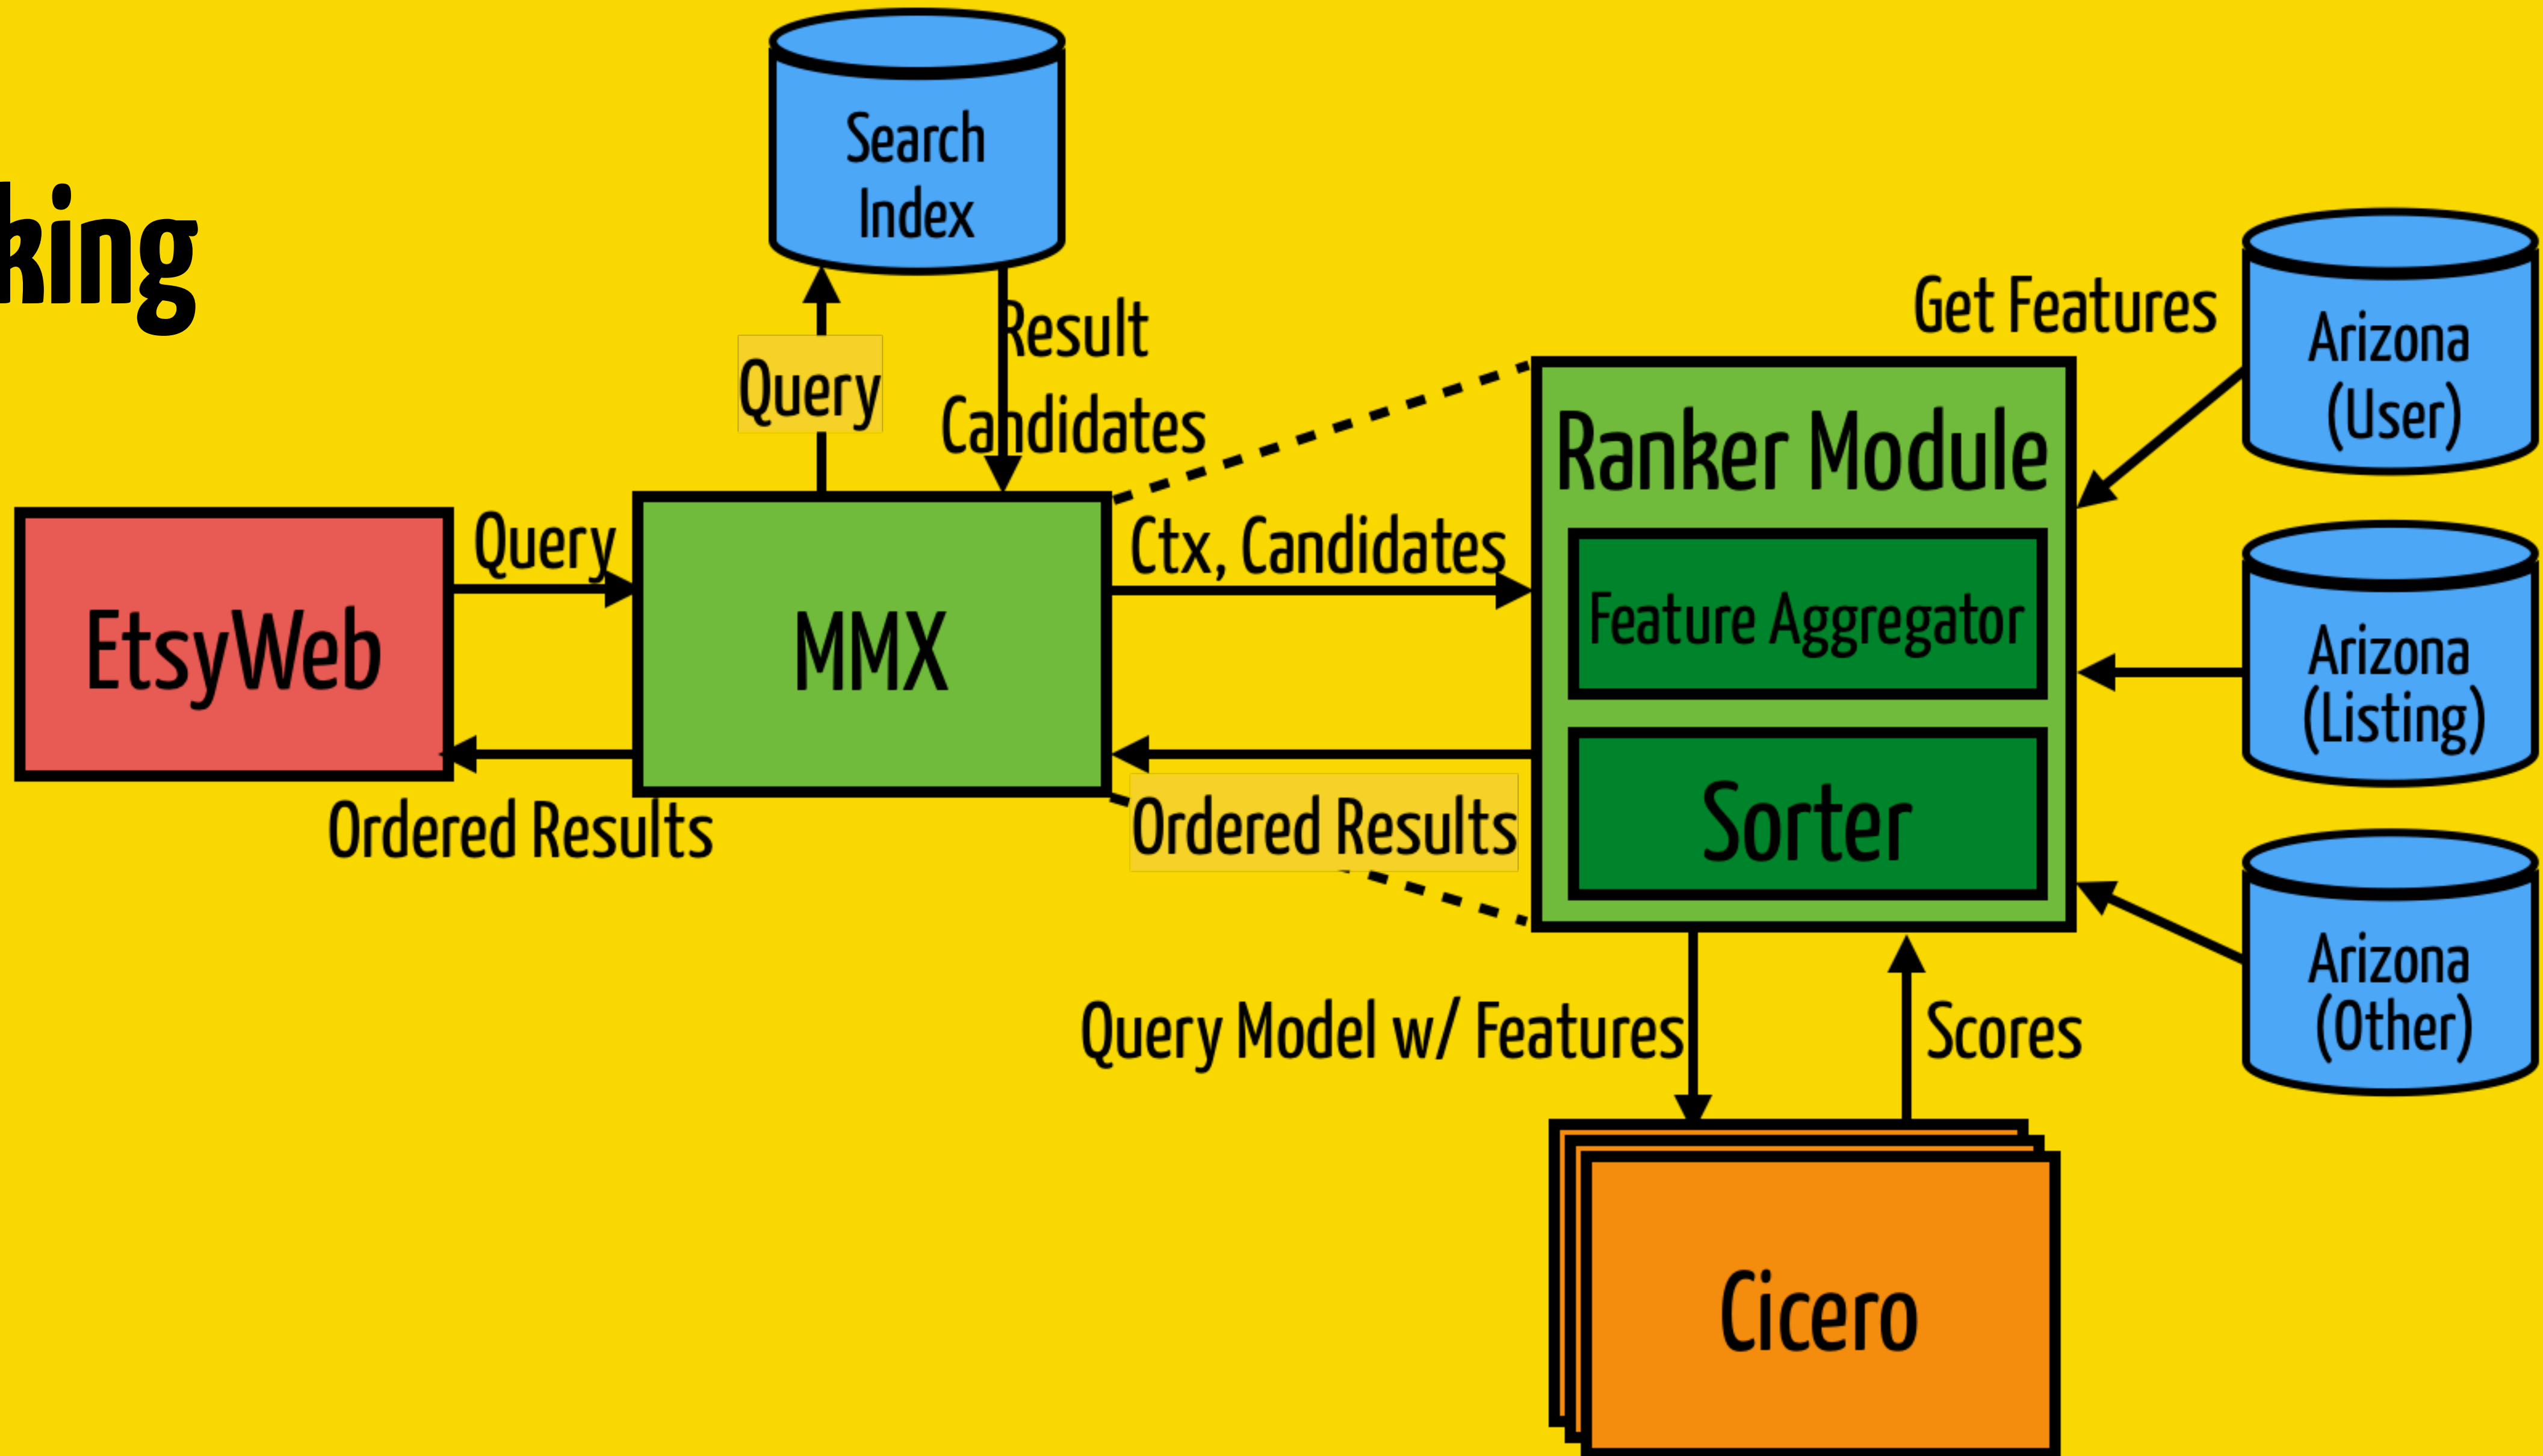 king
Search
Index
Query
Result
Candidates
Get Features
Arizona
(User)
EtsyWeb
Query
MMX
Ctx, Candidates
Ranker Module
Feature Aggregator
Sorter
Arizona
(Listing)
Ordered Results
Ordered Results
Arizona
(Other)
Query Model w/ Features
Scores
Cicero